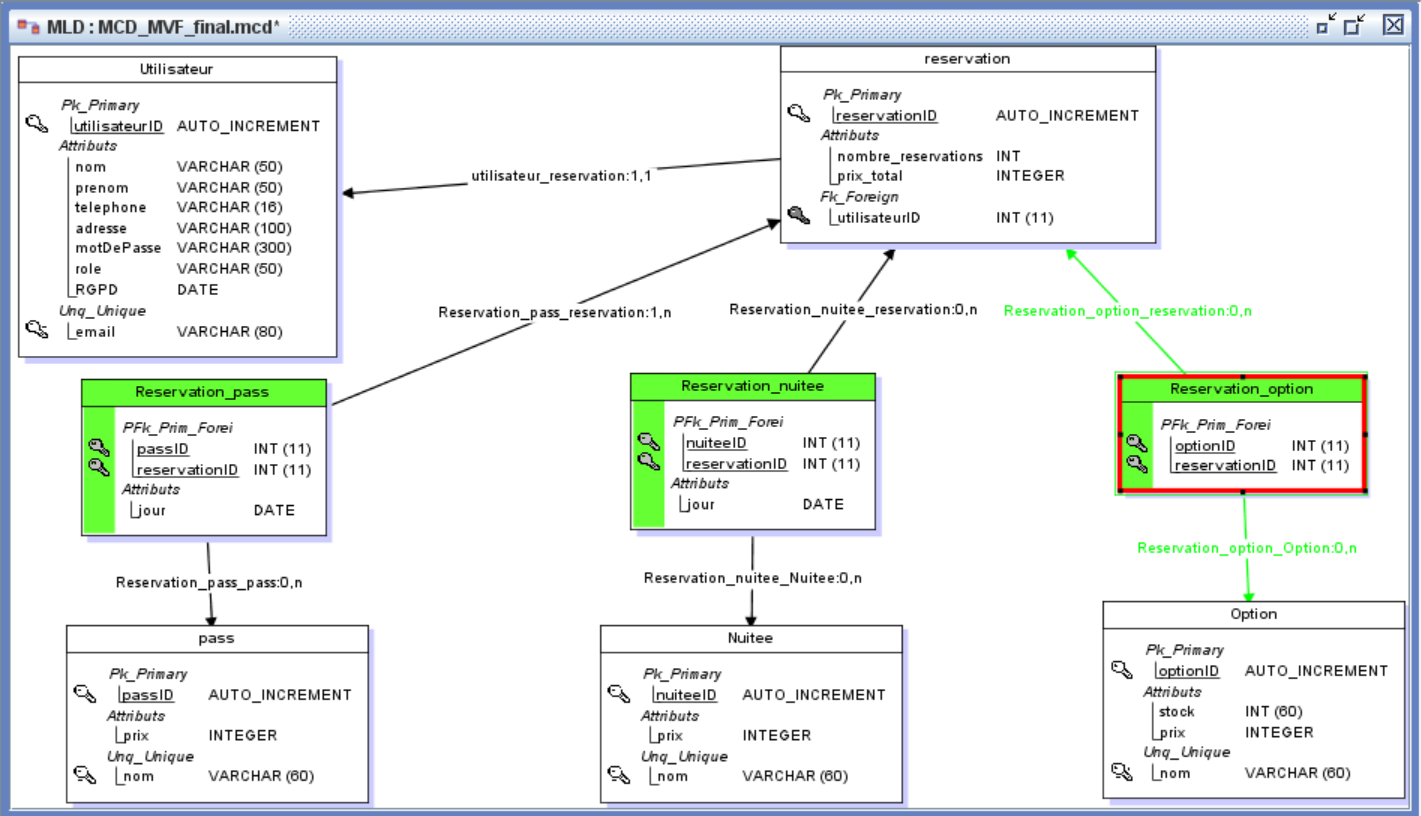 MLD : MCD_MVF_final.mcd*
Utilisateur
Pk_Primary
utilisateurID AUTO_INCREMENT
Attributs
nom VARCHAR (50)
prenom VARCHAR (50)
telephone VARCHAR (16)
adresse VARCHAR (100)
motDePasse VARCHAR (300)
role VARCHAR (50)
RGPD DATE
Unq_Unique
email VARCHAR (80)
reservation
Pk_Primary
reservationID AUTO_INCREMENT
Attributs
nombre_reservations INT
prix_total INTEGER
Fk_Foreign
utilisateurID INT (11)
utilisateur_reservation:1,1
Reservation_pass_reservation:1,n
Reservation_nuitee_reservation:0,n
Reservation_option_reservation:0,n
Reservation_pass
PFk_Prim_Forei
passID INT (11)
reservationID INT (11)
Attributs
jour DATE
Reservation_nuitee
PFk_Prim_Forei
nuiteeID INT (11)
reservationID INT (11)
Attributs
jour DATE
Reservation_option
PFk_Prim_Forei
optionID INT (11)
reservationID INT (11)
Reservation_pass_pass:0,n
Reservation_nuitee_Nuitee:0,n
Reservation_option_Option:0,n
pass
Pk_Primary
passID AUTO_INCREMENT
Attributs
prix INTEGER
Unq_Unique
nom VARCHAR (60)
Nuitee
Pk_Primary
nuiteeID AUTO_INCREMENT
Attributs
prix INTEGER
Unq_Unique
nom VARCHAR (60)
Option
Pk_Primary
optionID AUTO_INCREMENT
Attributs
stock INT (60)
prix INTEGER
Unq_Unique
nom VARCHAR (60)